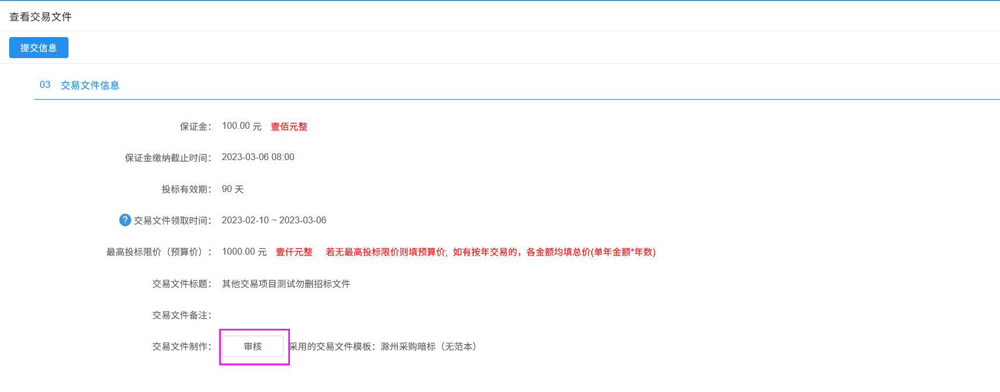 查看交易文件
提交信息
03 交易文件信息
保证金： 100.00 元 壹佰元整
保证金缴纳截止时间： 2023-03-06 08:00
投标有效期： 90 天
? 交易文件领取时间： 2023-02-10 ~ 2023-03-06
最高投标限价（预算价）： 1000.00 元 壹仟元整 若无最高投标限价则填预算价; 如有按年交易的，各金额均填总价(单年金额*年数)
交易文件标题： 其他交易项目测试勿删招标文件
交易文件备注：
交易文件制作： 审核 采用的交易文件模板：滁州采购暗标（无范本）